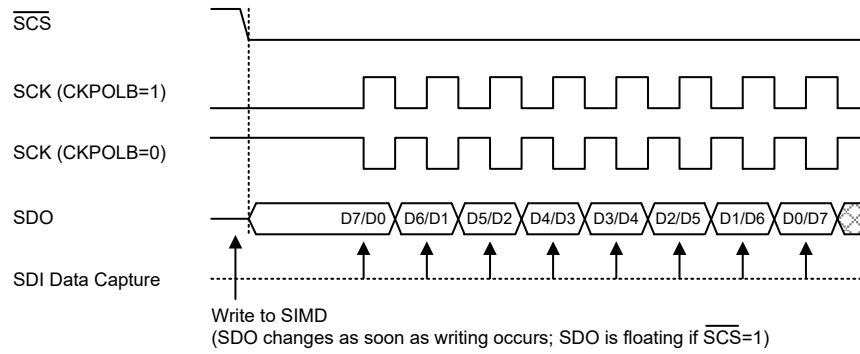 SCS
SCK (CKPOLB=1)
SCK (CKPOLB=0)
SDO D7/D0 D6/D1 D5/D2 D4/D3 D3/D4 D2/D5 D1/D6 D0/D7
SDI Data Capture
Write to SIMD
(SDO changes as soon as writing occurs; SDO is floating if SCS=1)